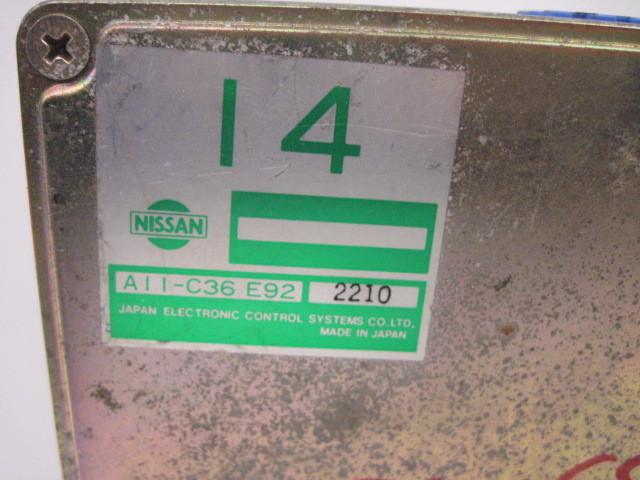 14
NISSAN
A11-C36 E92 2210
JAPAN ELECTRONIC CONTROL SYSTEMS CO.LTD.
MADE IN JAPAN